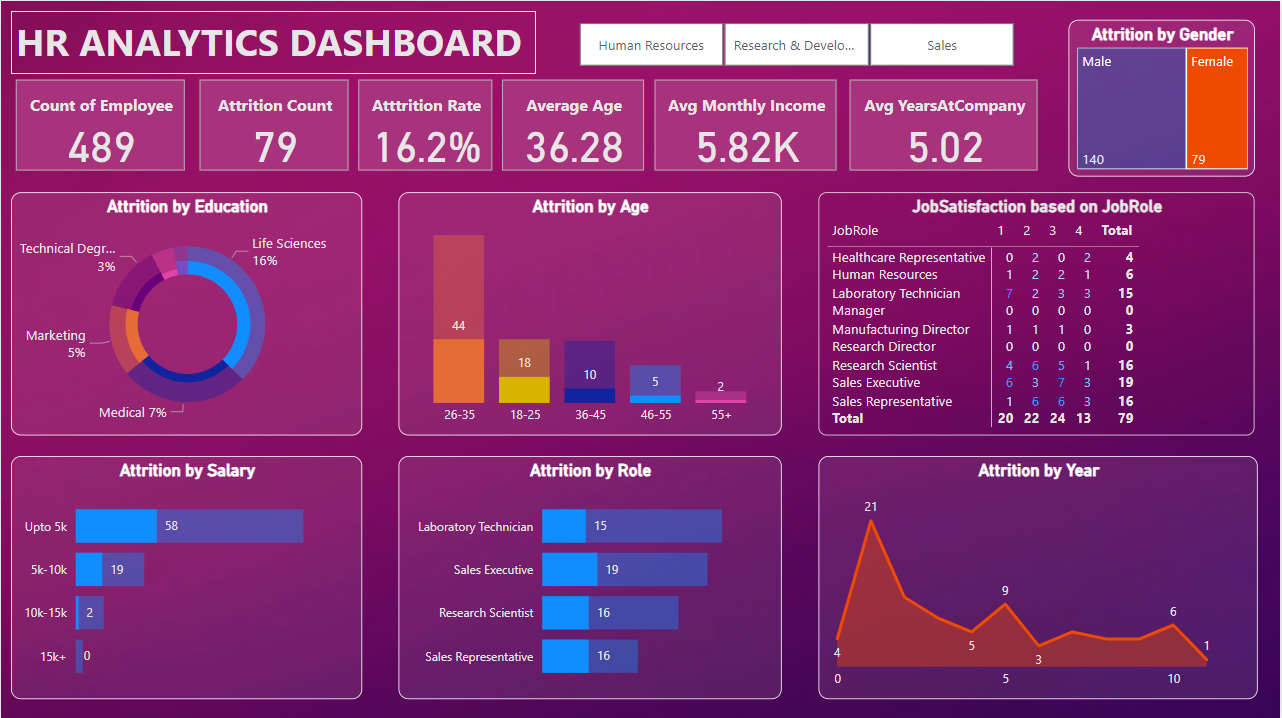 HR ANALYTICS DASHBOARD
Human Resources
Research & Develo...
Sales
Attrition by Gender
Male
Female
140
79
Count of Employee
489
Attrition Count
79
Atttrition Rate
16.2%
Average Age
36.28
Avg Monthly Income
5.82K
Avg YearsAtCompany
5.02
Attrition by Education
Technical Degr...
3%
Life Sciences
16%
Marketing
5%
Medical 7%
Attrition by Age
44
18
10
5
2
26-35 18-25 36-45 46-55 55+
JobSatisfaction based on JobRole
JobRole 1 2 3 4 Total
Healthcare Representative 0 2 0 2 4
Human Resources 1 2 2 1 6
Laboratory Technician 7 2 3 3 15
Manager 0 0 0 0 0
Manufacturing Director 1 1 1 0 3
Research Director 0 0 0 0 0
Research Scientist 4 6 5 1 16
Sales Executive 6 3 7 3 19
Sales Representative 1 6 6 3 16
Total 20 22 24 13 79
Attrition by Salary
Upto 5k 58
5k-10k 19
10k-15k 2
15k+ 0
Attrition by Role
Laboratory Technician 15
Sales Executive 19
Research Scientist 16
Sales Representative 16
Attrition by Year
21
9
6
4
5
3
1
0 5 10